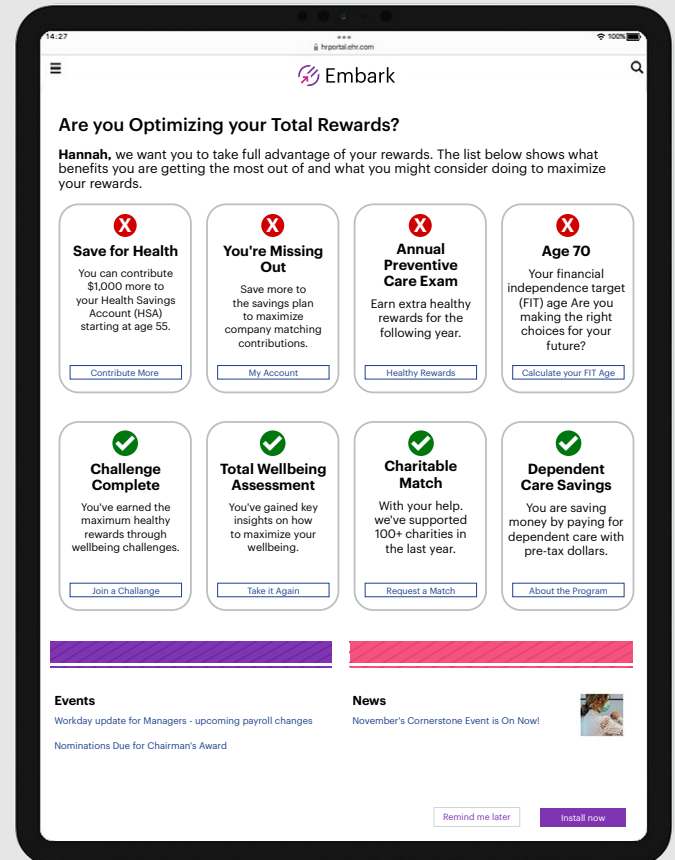 14:27
100%
hrportal.ehr.com
Embark
Are you Optimizing your Total Rewards?
Hannah, we want you to take full advantage of your rewards. The list below shows what
benefits you are getting the most out of and what you might consider doing to maximize
your rewards.
X
Save for Health
You can contribute
$1,000 more to
your Health Savings
Account (HSA)
starting at age 55.
Contribute More
X
You're Missing
Out
Save more to
the savings plan
to maximize
company matching
contributions.
My Account
X
Annual
Preventive
Care Exam
Earn extra healthy
rewards for the
following year.
Healthy Rewards
X
Age 70
Your financial
independence target
(FIT) age Are you
making the right
choices for your
future?
Calculate your FIT Age
Challenge
Complete
You've earned the
maximum healthy
rewards through
wellbeing challenges.
Join a Challange
Total Wellbeing
Assessment
You've gained key
insights on how
to maximize your
wellbeing.
Take it Again
Charitable
Match
With your help.
we've supported
100+ charities in
the last year.
Request a Match
Dependent
Care Savings
You are saving
money by paying for
dependent care with
pre-tax dollars.
About the Program
Events
Workday update for Managers - upcoming payroll changes
Nominations Due for Chairman's Award
News
November's Cornerstone Event is On Now!
Remind me later
Install now